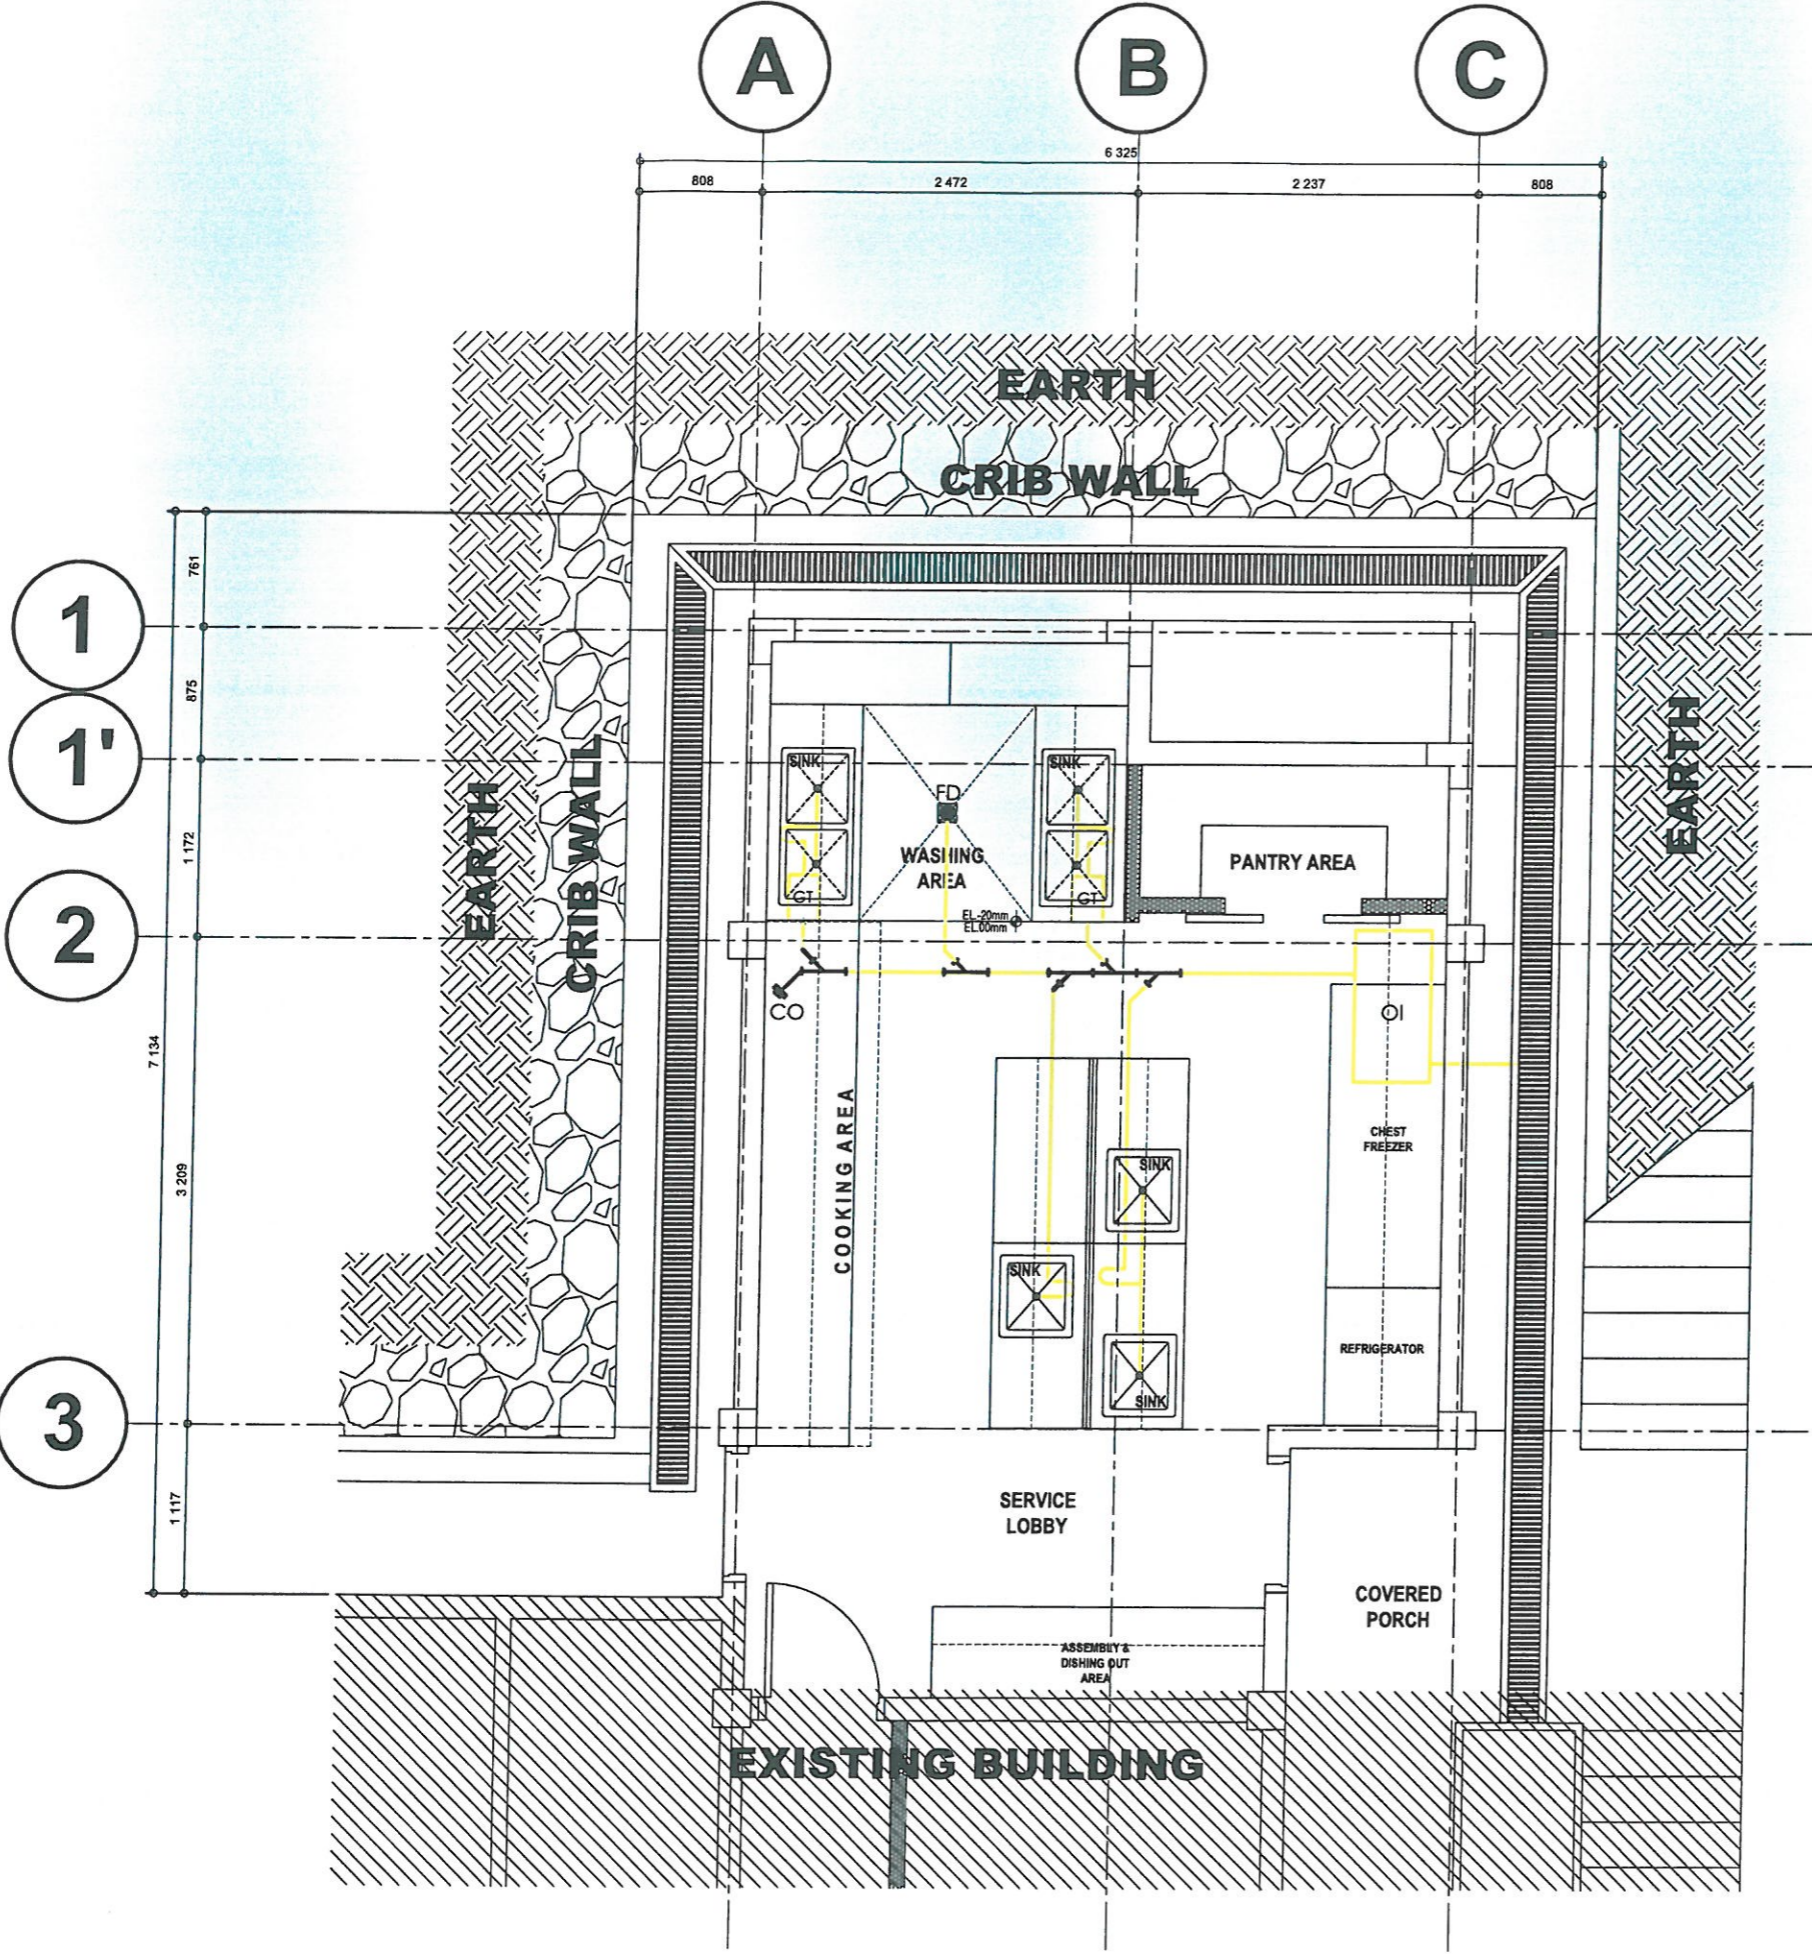 A
B
C
6 325
808
2 472
2 237
808
EARTH
CRIB WALL
761
1
875
1'
EARTH
CRIB WALL
EARTH
SINK
SINK
FD
1 172
WASHING
AREA
PANTRY AREA
GT
GT
EL.-20mm
EL.00mm
2
CO
OI
7 134
COOKING AREA
CHEST
FREEZER
3 209
SINK
SINK
REFRIGERATOR
SINK
3
1 117
SERVICE
LOBBY
COVERED
PORCH
ASSEMBLY &
DISHING OUT
AREA
EXISTING BUILDING